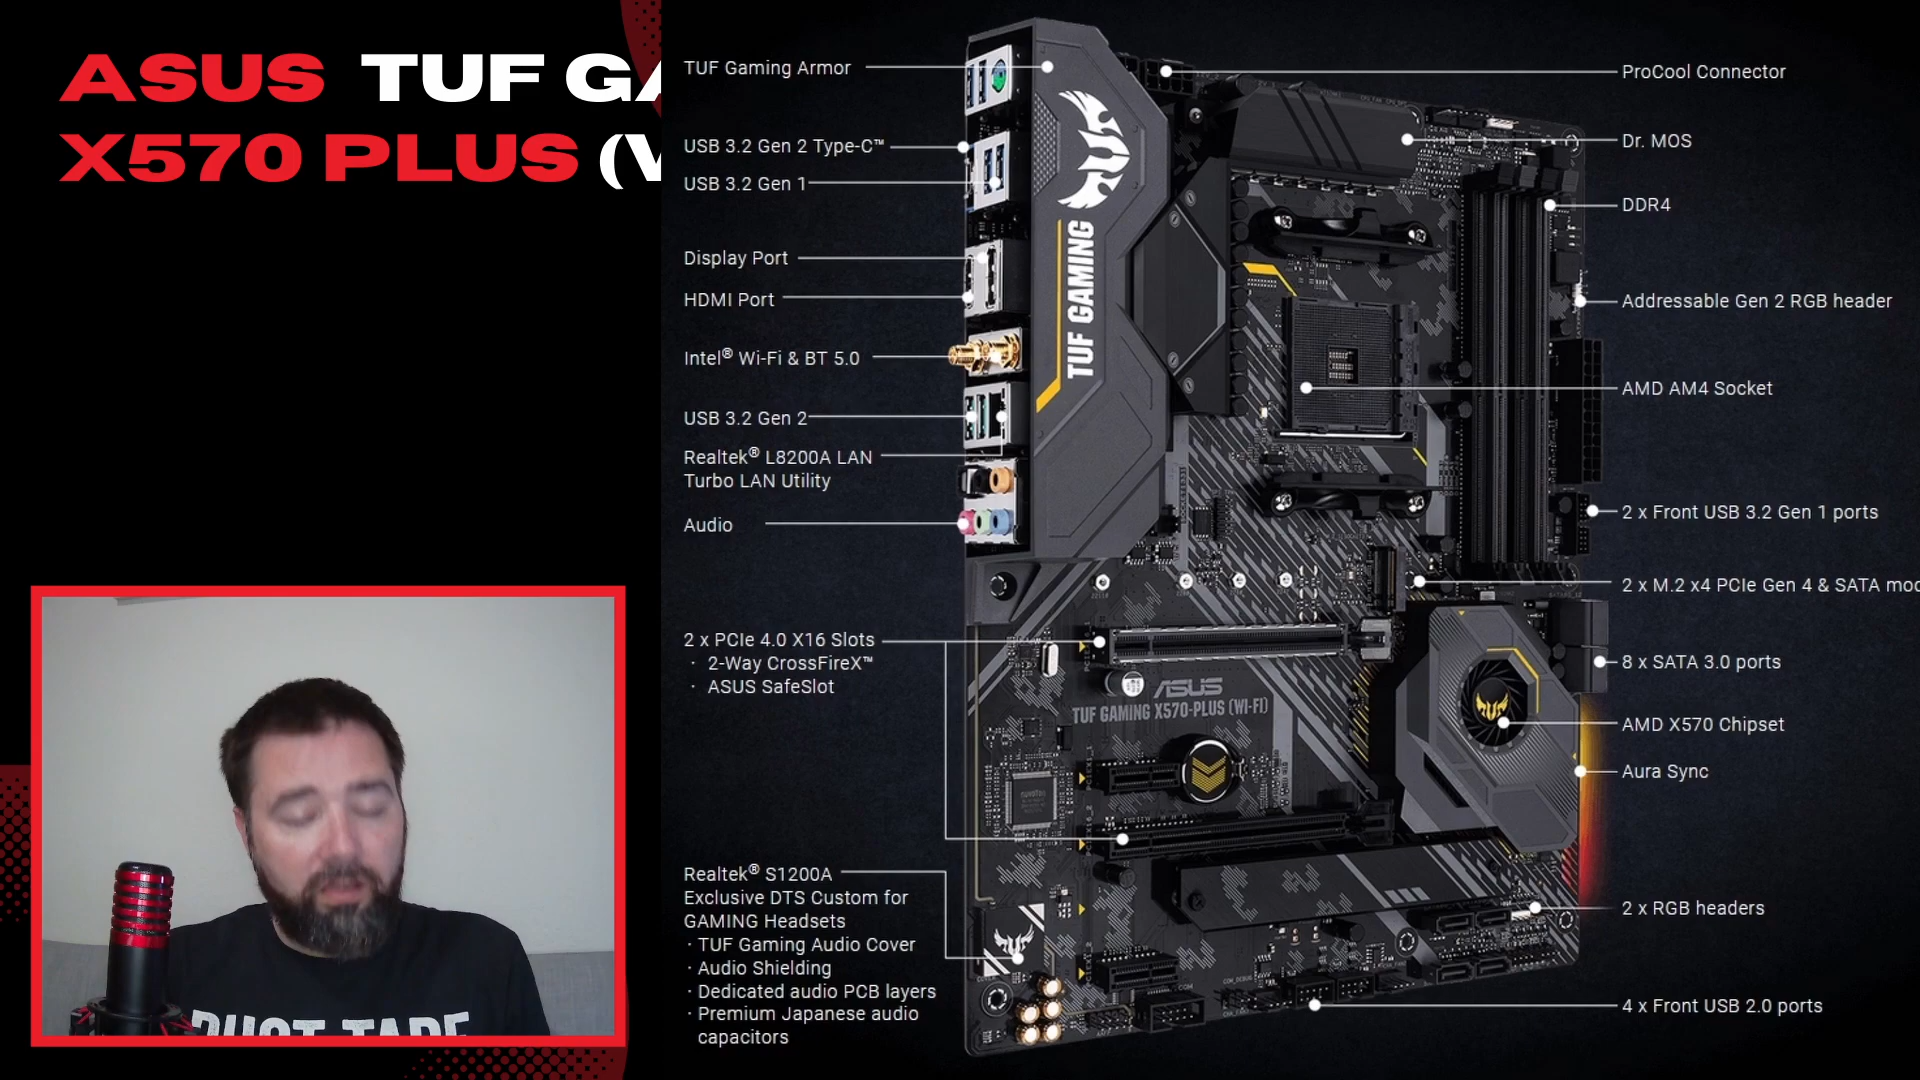 ASUS TUF GA
X570 PLUS (W
TUF Gaming Armor
USB 3.2 Gen 2 Type-C™
USB 3.2 Gen 1
Display Port
HDMI Port
Intel® Wi-Fi & BT 5.0
USB 3.2 Gen 2
Realtek® L8200A LAN
Turbo LAN Utility
Audio
2 x PCIe 4.0 X16 Slots
· 2-Way CrossFireX™
· ASUS SafeSlot
Realtek® S1200A
Exclusive DTS Custom for
GAMING Headsets
· TUF Gaming Audio Cover
· Audio Shielding
· Dedicated audio PCB layers
· Premium Japanese audio
capacitors
TUF GAMING
ASUS
TUF GAMING X570-PLUS (WI-FI)
ProCool Connector
Dr. MOS
DDR4
Addressable Gen 2 RGB header
AMD AM4 Socket
2 x Front USB 3.2 Gen 1 ports
2 x M.2 x4 PCIe Gen 4 & SATA mod
8 x SATA 3.0 ports
AMD X570 Chipset
Aura Sync
2 x RGB headers
4 x Front USB 2.0 ports
DUCT TAPE